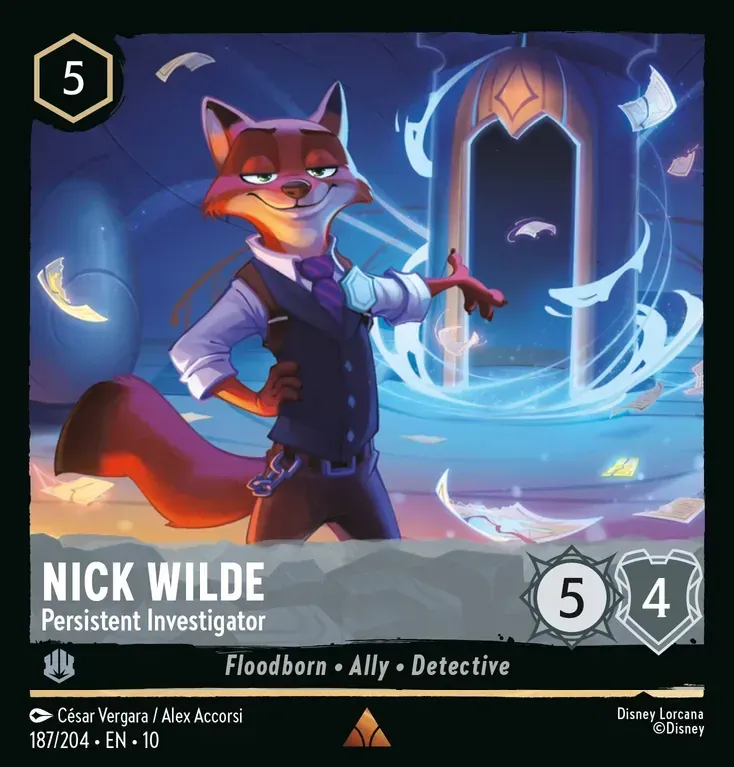 5
NICK WILDE
Persistent Investigator
5 4
Floodborn • Ally • Detective
César Vergara / Alex Accorsi
187/204 • EN • 10
Disney Lorcana
©Disney